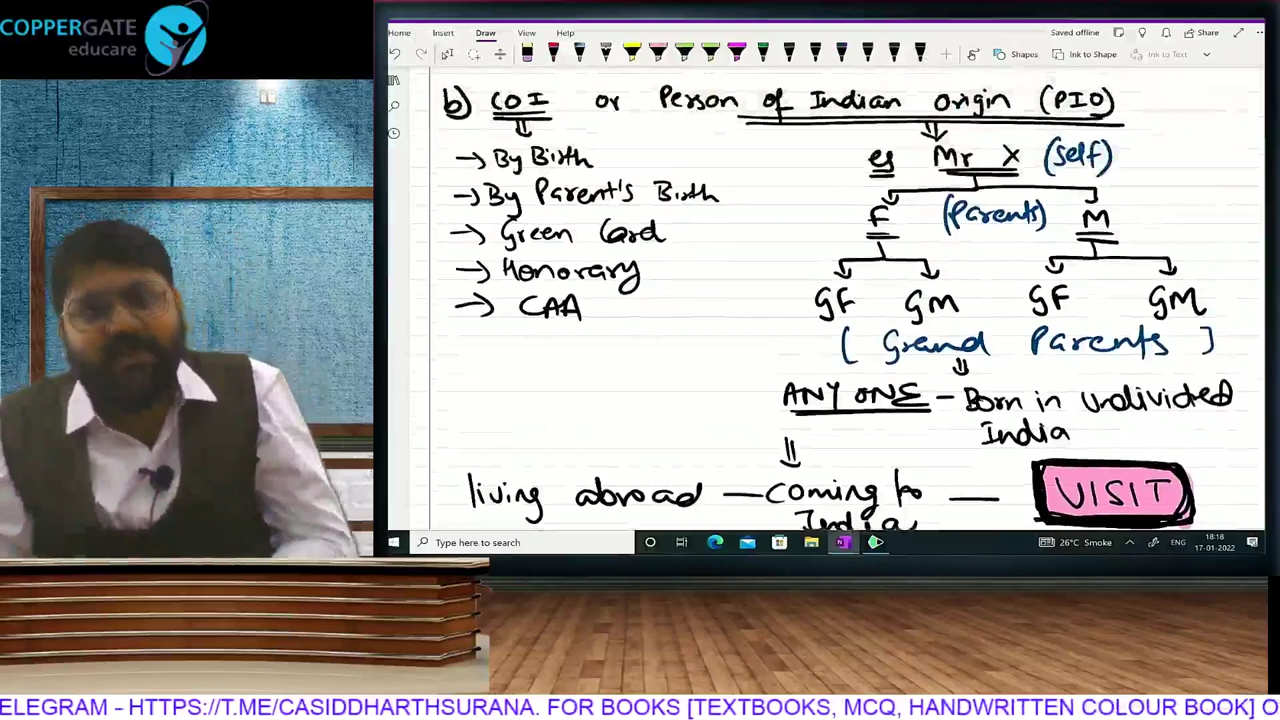 COPPERGATE
educare
Home Insert Draw View Help
Saved offline
Share
Shapes
Ink to Shape
Ink to Text
b) COI or Person of Indian origin (PIO)
→ By Birth
→ By Parent's Birth
→ Green Card
→ Honorary
→ CAA
eg Mr X (Self)
F (Parents) M
GF GM GF GM
( Grand Parents )
ANY ONE - Born in undivided
India
living abroad — coming to — VISIT
India
Type here to search
26°C Smoke
ENG
18:18
17-01-2022
ELEGRAM - HTTPS://T.ME/CASIDDHARTHSURANA. FOR BOOKS [TEXTBOOKS, MCQ, HANDWRITTEN COLOUR BOOK] O